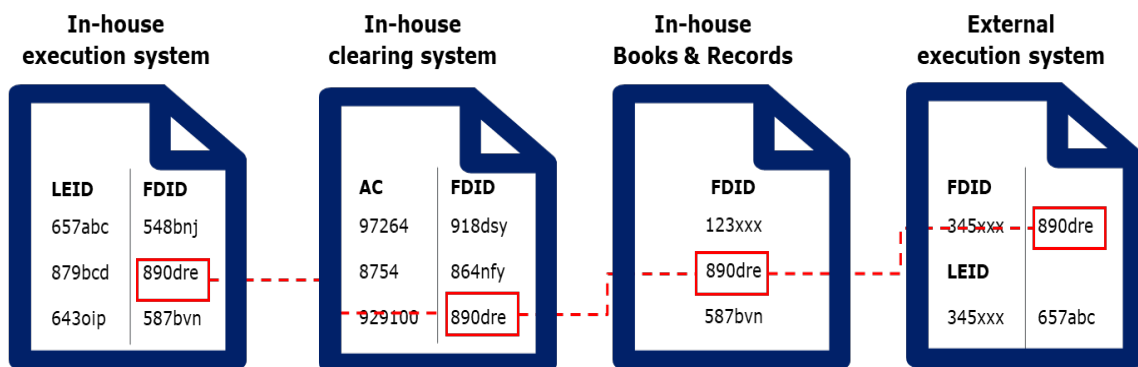 In-house
execution system
In-house
clearing system
In-house
Books & Records
External
execution system
LEID FDID
657abc 548bnj
879bcd 890dre
643oip 587bvn
AC FDID
97264 918dsy
8754 864nfy
929100 890dre
FDID
123xxx
890dre
587bvn
FDID
345xxx 890dre
LEID
345xxx 657abc